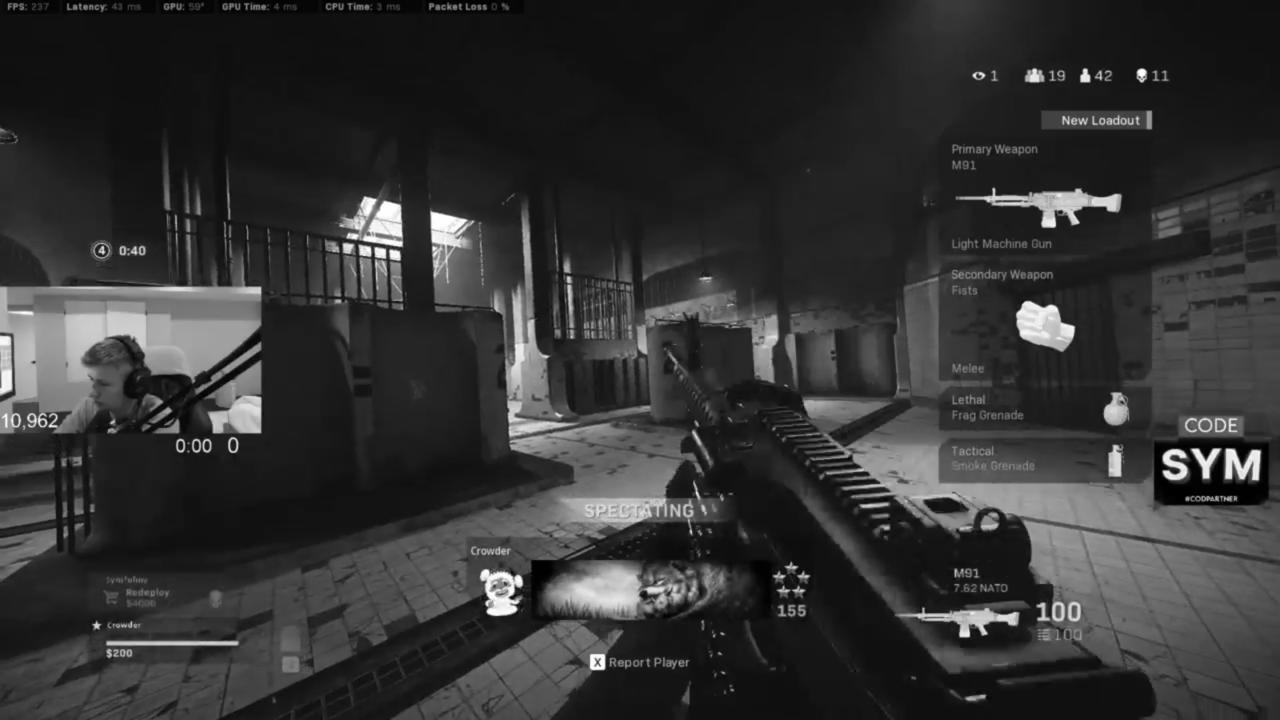 FPS: 237 Latency: 43 ms GPU: 59° GPU Time: 4 ms CPU Time: 3 ms Packet Loss 0 %
1 19 42 11
New Loadout
Primary Weapon
M91
Light Machine Gun
4 0:40
Secondary Weapon
Fists
Melee
Lethal
Frag Grenade
10,962
0:00 0
CODE
SYM
#CODPARTNER
Tactical
Smoke Grenade
SPECTATING
Crowder
155
M91
7.62 NATO
100
100
Redeploy
$4000
Crowder
$200
X Report Player